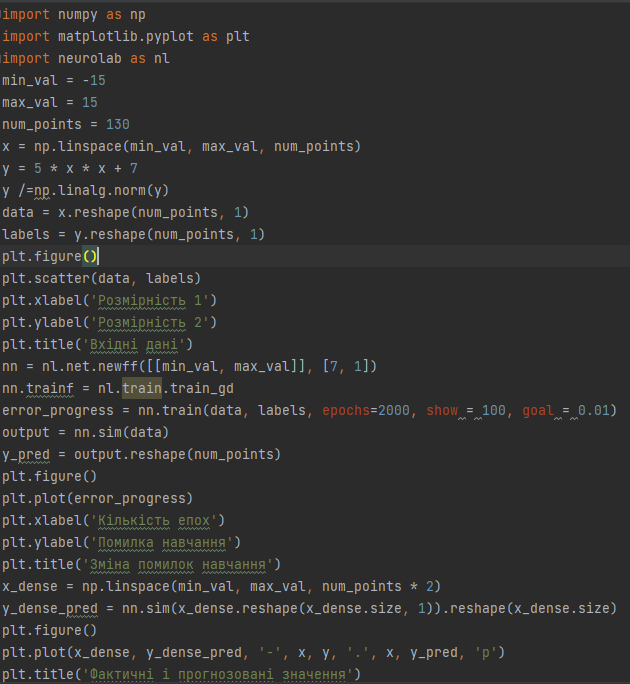 import numpy as np
import matplotlib.pyplot as plt
import neurolab as nl
min_val = -15
max_val = 15
num_points = 130
x = np.linspace(min_val, max_val, num_points)
y = 5 * x * x + 7
y /=np.linalg.norm(y)
data = x.reshape(num_points, 1)
labels = y.reshape(num_points, 1)
plt.figure()
plt.scatter(data, labels)
plt.xlabel('Розмірність 1')
plt.ylabel('Розмірність 2')
plt.title('Вхідні дані')
nn = nl.net.newff([[min_val, max_val]], [7, 1])
nn.trainf = nl.train.train_gd
error_progress = nn.train(data, labels, epochs=2000, show = 100, goal = 0.01)
output = nn.sim(data)
y_pred = output.reshape(num_points)
plt.figure()
plt.plot(error_progress)
plt.xlabel('Кількість епох')
plt.ylabel('Помилка навчання')
plt.title('Зміна помилок навчання')
x_dense = np.linspace(min_val, max_val, num_points * 2)
y_dense_pred = nn.sim(x_dense.reshape(x_dense.size, 1)).reshape(x_dense.size)
plt.figure()
plt.plot(x_dense, y_dense_pred, '-', x, y, '.', x, y_pred, 'p')
plt.title('Фактичні і прогнозовані значення')